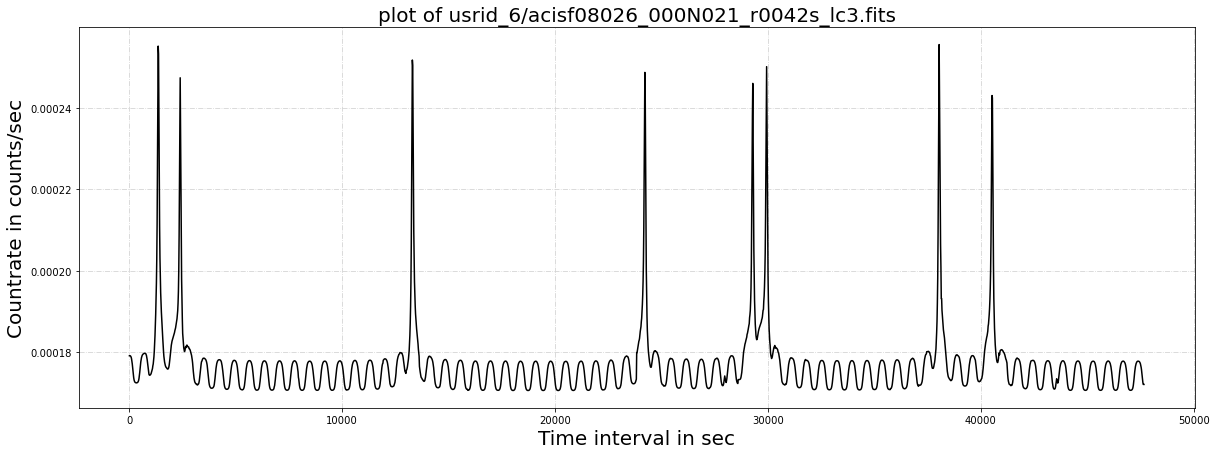 plot of usrid_6/acisf08026_000N021_r0042s_lc3.fits
Countrate in counts/sec
0.00024
0.00022
0.00020
0.00018
0 10000 20000 30000 40000 50000
Time interval in sec